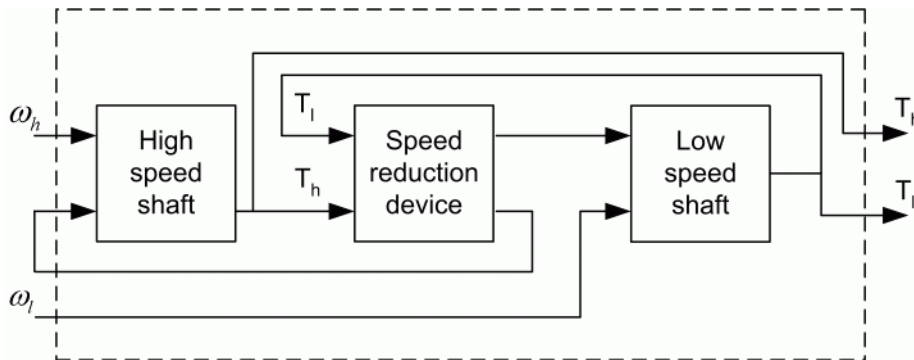 ω_h
High
speed
shaft
T_l
T_h
Speed
reduction
device
Low
speed
shaft
T_h
T_l
ω_l